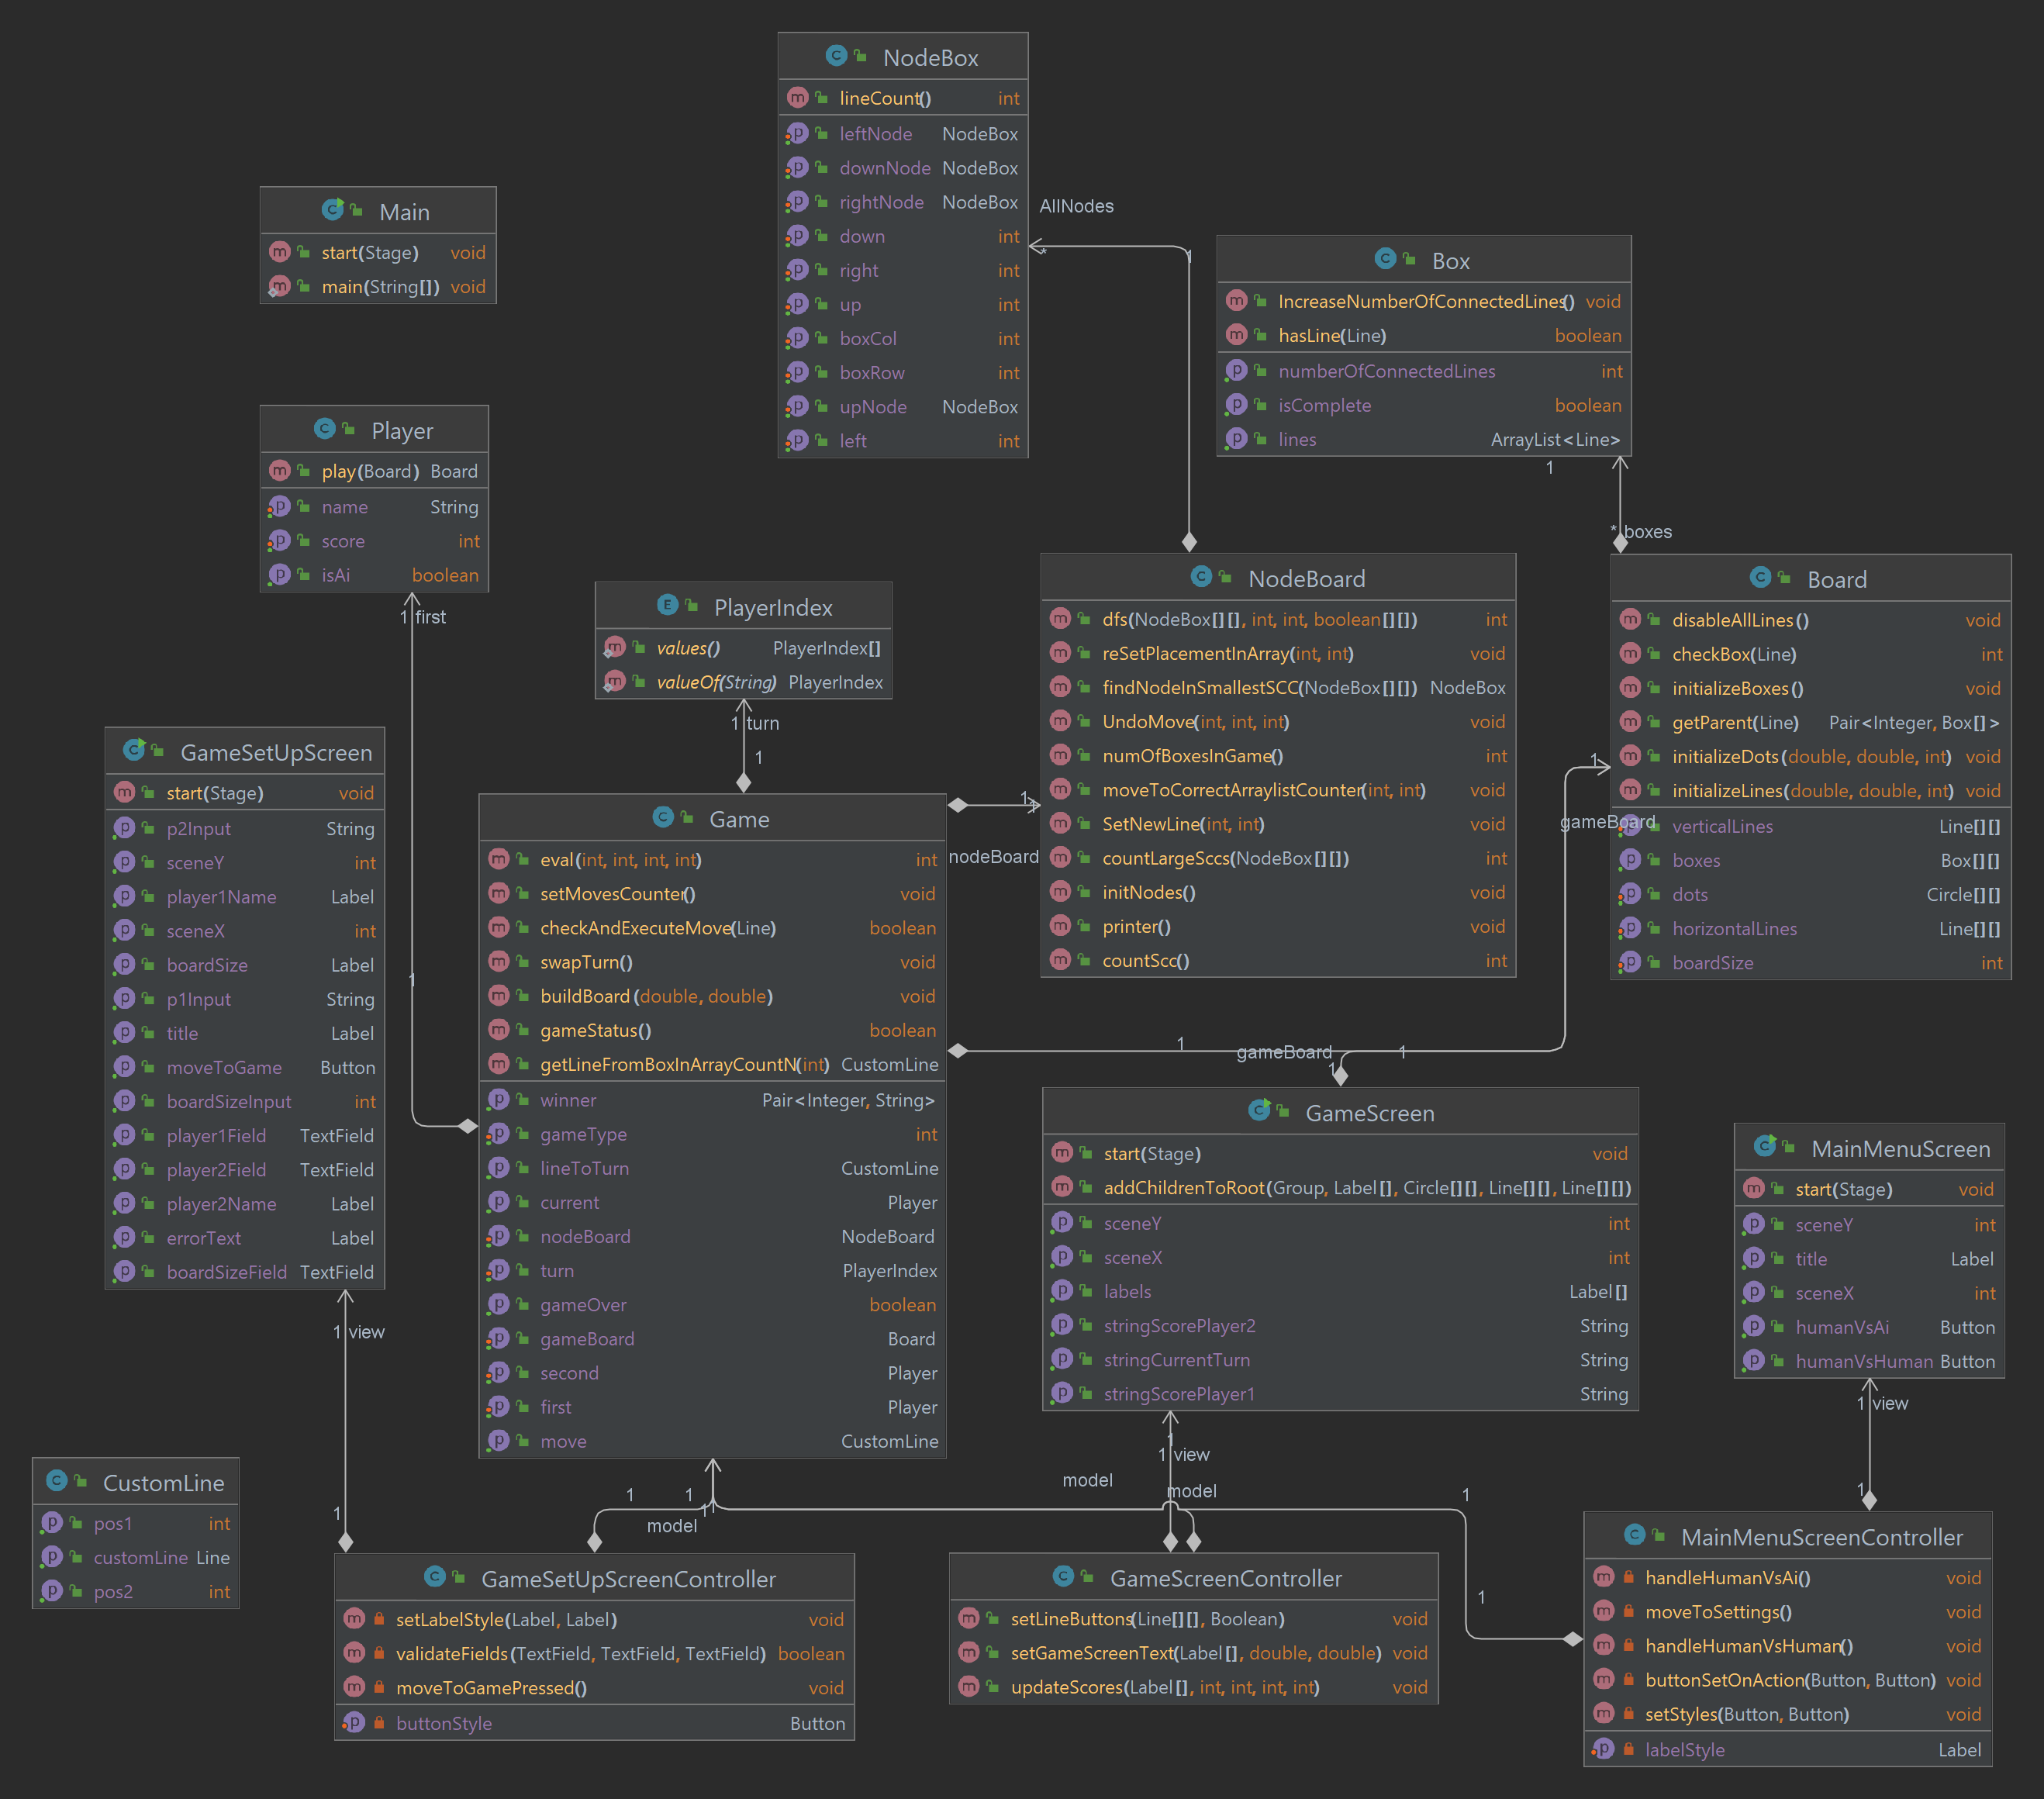 NodeBox
lineCount() int
leftNode NodeBox
downNode NodeBox
rightNode NodeBox
down int
right int
up int
boxCol int
boxRow int
upNode NodeBox
left int
Main
start(Stage) void
main(String[]) void
AllNodes
*
1
Box
IncreaseNumberOfConnectedLines() void
hasLine(Line) boolean
numberOfConnectedLines int
isComplete boolean
lines ArrayList<Line>
1
* boxes
Player
play(Board) Board
name String
score int
isAi boolean
1 first
1
PlayerIndex
values() PlayerIndex[]
valueOf(String) PlayerIndex
1 turn
1
NodeBoard
dfs(NodeBox[][], int, int, boolean[][]) int
reSetPlacementInArray(int, int) void
findNodeInSmallestSCC(NodeBox[][]) NodeBox
UndoMove(int, int, int) void
numOfBoxesInGame() int
moveToCorrectArraylistCounter(int, int) void
SetNewLine(int, int) void
countLargeSccs(NodeBox[][]) int
initNodes() void
printer() void
countScc() int
Board
disableAllLines() void
checkBox(Line) int
initializeBoxes() void
getParent(Line) Pair<Integer, Box[]>
initializeDots(double, double, int) void
initializeLines(double, double, int) void
verticalLines Line[][]
boxes Box[][]
dots Circle[][]
horizontalLines Line[][]
boardSize int
1
gameBoard
GameSetUpScreen
start(Stage) void
p2Input String
sceneY int
player1Name Label
sceneX int
boardSize Label
p1Input String
title Label
moveToGame Button
boardSizeInput int
player1Field TextField
player2Field TextField
player2Name Label
errorText Label
boardSizeField TextField
1 view
1
Game
eval(int, int, int, int) int
setMovesCounter() void
checkAndExecuteMove(Line) boolean
swapTurn() void
buildBoard(double, double) void
gameStatus() boolean
getLineFromBoxInArrayCountN(int) CustomLine
winner Pair<Integer, String>
gameType int
lineToTurn CustomLine
current Player
nodeBoard NodeBoard
turn PlayerIndex
gameOver boolean
gameBoard Board
second Player
first Player
move CustomLine
1
1
nodeBoard
1
gameBoard
1
1
GameScreen
start(Stage) void
addChildrenToRoot(Group, Label[], Circle[][], Line[][], Line[][])
sceneY int
sceneX int
labels Label[]
stringScorePlayer2 String
stringCurrentTurn String
stringScorePlayer1 String
1
1 view
MainMenuScreen
start(Stage) void
sceneY int
title Label
sceneX int
humanVsAi Button
humanVsHuman Button
1 view
1
CustomLine
pos1 int
customLine Line
pos2 int
1
1
1
model
model
model
1
1
GameSetUpScreenController
setLabelStyle(Label, Label) void
validateFields(TextField, TextField, TextField) boolean
moveToGamePressed() void
buttonStyle Button
GameScreenController
setLineButtons(Line[][], Boolean) void
setGameScreenText(Label[], double, double) void
updateScores(Label[], int, int, int, int) void
MainMenuScreenController
handleHumanVsAi() void
moveToSettings() void
handleHumanVsHuman() void
buttonSetOnAction(Button, Button) void
setStyles(Button, Button) void
labelStyle Label